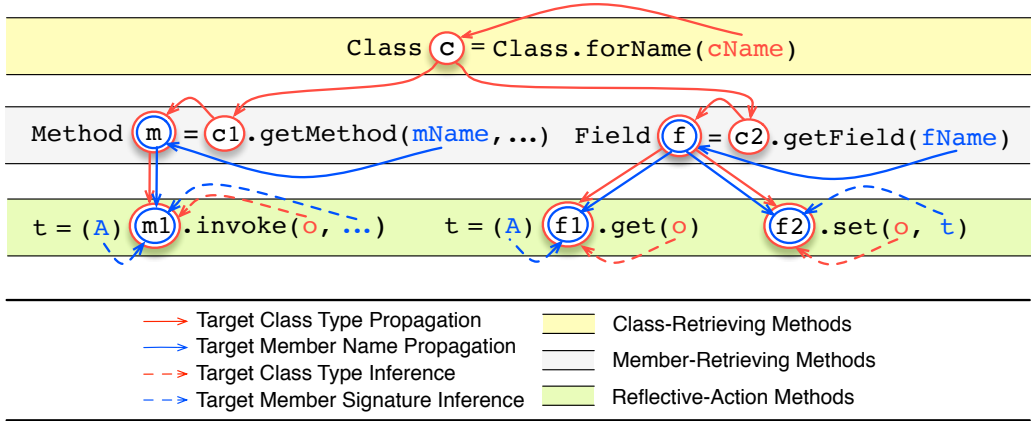 Class c = Class.forName(cName)
Method m = c1.getMethod(mName,...) Field f = c2.getField(fName)
t = (A) m1.invoke(o, ...) t = (A) f1.get(o) f2.set(o, t)
Target Class Type Propagation Class-Retrieving Methods
Target Member Name Propagation Member-Retrieving Methods
Target Class Type Inference Reflective-Action Methods
Target Member Signature Inference